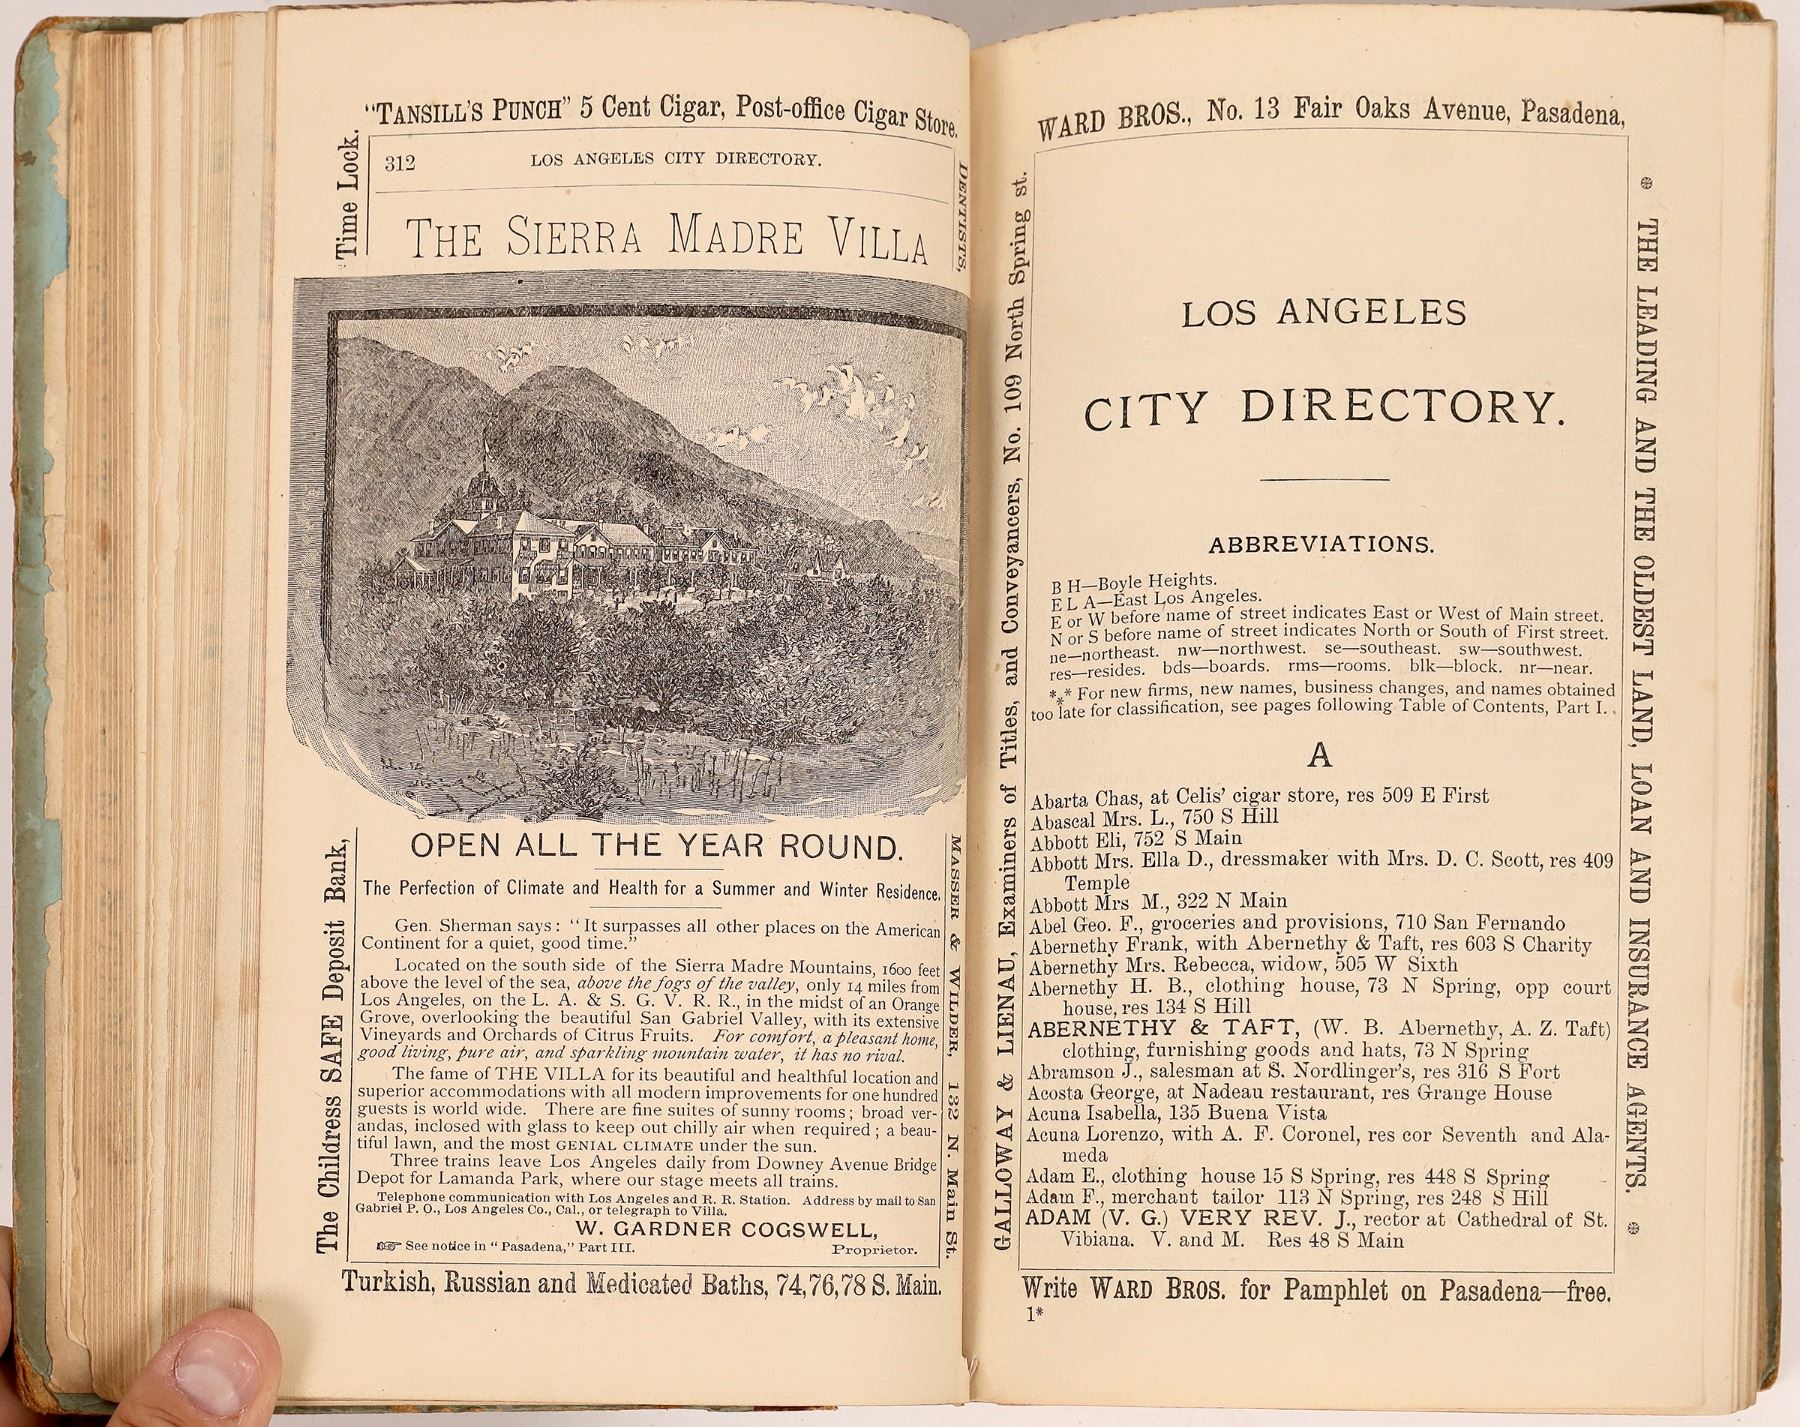 "TANSILL'S PUNCH" 5 Cent Cigar, Post-office Cigar Store.
312
LOS ANGELES CITY DIRECTORY.
Time Lock.
DENTISTS,
THE SIERRA MADRE VILLA
OPEN ALL THE YEAR ROUND.
The Perfection of Climate and Health for a Summer and Winter Residence.
Gen. Sherman says: "It surpasses all other places on the American
Continent for a quiet, good time."
Located on the south side of the Sierra Madre Mountains, 1600 feet
above the level of the sea, above the fogs of the valley, only 14 miles from
Los Angeles, on the L. A. & S. G. V. R. R., in the midst of an Orange
Grove, overlooking the beautiful San Gabriel Valley, with its extensive
Vineyards and Orchards of Citrus Fruits. For comfort, a pleasant home,
good living, pure air, and sparkling mountain water, it has no rival.
The fame of THE VILLA for its beautiful and healthful location and
superior accommodations with all modern improvements for one hundred
guests is world wide. There are fine suites of sunny rooms; broad ver-
andas, inclosed with glass to keep out chilly air when required; a beau-
tiful lawn, and the most GENIAL CLIMATE under the sun.
Three trains leave Los Angeles daily from Downey Avenue Bridge
Depot for Lamanda Park, where our stage meets all trains.
Telephone communication with Los Angeles and R. R. Station. Address by mail to San
Gabriel P. O., Los Angeles Co., Cal., or telegraph to Villa.
W. GARDNER COGSWELL,
☞ See notice in "Pasadena," Part III. Proprietor.
The Childress SAFE Deposit Bank,
MASSER & WILDER, 132 N. Main St.
Turkish, Russian and Medicated Baths, 74,76,78 S. Main.
WARD BROS., No. 13 Fair Oaks Avenue, Pasadena,
GALLOWAY & LIENAU, Examiners of Titles, and Conveyancers, No. 109 North Spring st.
LOS ANGELES
CITY DIRECTORY.
ABBREVIATIONS.
B H—Boyle Heights.
E L A—East Los Angeles.
E or W before name of street indicates East or West of Main street.
N or S before name of street indicates North or South of First street.
ne—northeast. nw—northwest. se—southeast. sw—southwest.
res—resides. bds—boards. rms—rooms. blk—block. nr—near.
*** For new firms, new names, business changes, and names obtained
too late for classification, see pages following Table of Contents, Part I.
A
Abarta Chas, at Celis' cigar store, res 509 E First
Abascal Mrs. L., 750 S Hill
Abbott Eli, 752 S Main
Abbott Mrs. Ella D., dressmaker with Mrs. D. C. Scott, res 409
Temple
Abbott Mrs M., 322 N Main
Abel Geo. F., groceries and provisions, 710 San Fernando
Abernethy Frank, with Abernethy & Taft, res 603 S Charity
Abernethy Mrs. Rebecca, widow, 505 W Sixth
Abernethy H. B., clothing house, 73 N Spring, opp court
house, res 134 S Hill
ABERNETHY & TAFT, (W. B. Abernethy, A. Z. Taft)
clothing, furnishing goods and hats, 73 N Spring
Abramson J., salesman at S. Nordlinger's, res 316 S Fort
Acosta George, at Nadeau restaurant, res Grange House
Acuna Isabella, 135 Buena Vista
Acuna Lorenzo, with A. F. Coronel, res cor Seventh and Ala-
meda
Adam E., clothing house 15 S Spring, res 448 S Spring
Adam F., merchant tailor 113 N Spring, res 248 S Hill
ADAM (V. G.) VERY REV. J., rector at Cathedral of St.
Vibiana. V. and M. Res 48 S Main
THE LEADING AND THE OLDEST LAND, LOAN AND INSURANCE AGENTS.
Write WARD BROS. for Pamphlet on Pasadena—free.
1*